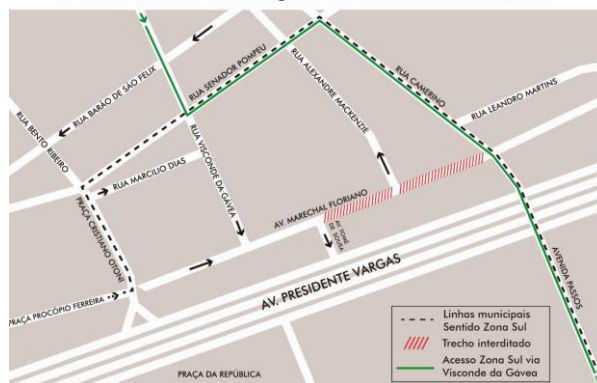 RUA BARÃO DE SÃO FELIX
RUA SENADOR POMPEU
RUA ALEXANDRE MACKENZIE
RUA CAMERINO
RUA LEANDRO MARTINS
RUA BENTO RIBEIRO
RUA MARCILIO DIAS
RUA VISCONDE DA GÁVEA
PRAÇA CRISTIANO OTONI
AV. MARECHAL FLORIANO
AV. TOMÉ
DE SOUSA
AV. PRESIDENTE VARGAS
AVENIDA PASSOS
PRAÇA PROCÓPIO FERREIRA
PRAÇA DA REPÚBLICA
Linhas municipais
Sentido Zona Sul
Trecho interditado
Acesso Zona Sul via
Visconde da Gávea